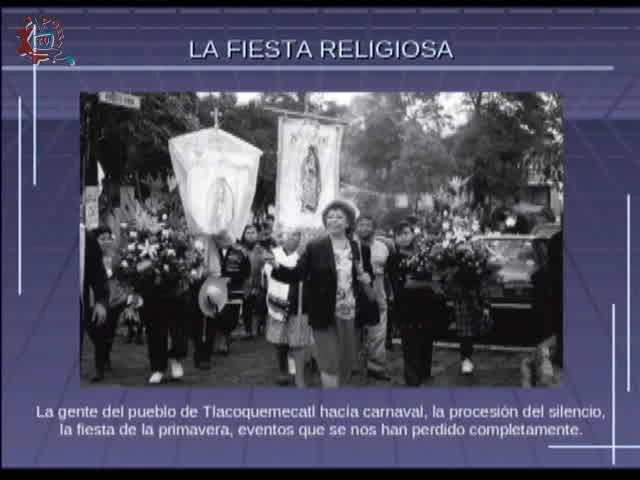 LA FIESTA RELIGIOSA
La gente del pueblo de Tlacoquemecatl hacía carnaval, la procesión del silencio,
la fiesta de la primavera, eventos que se nos han perdido completamente.